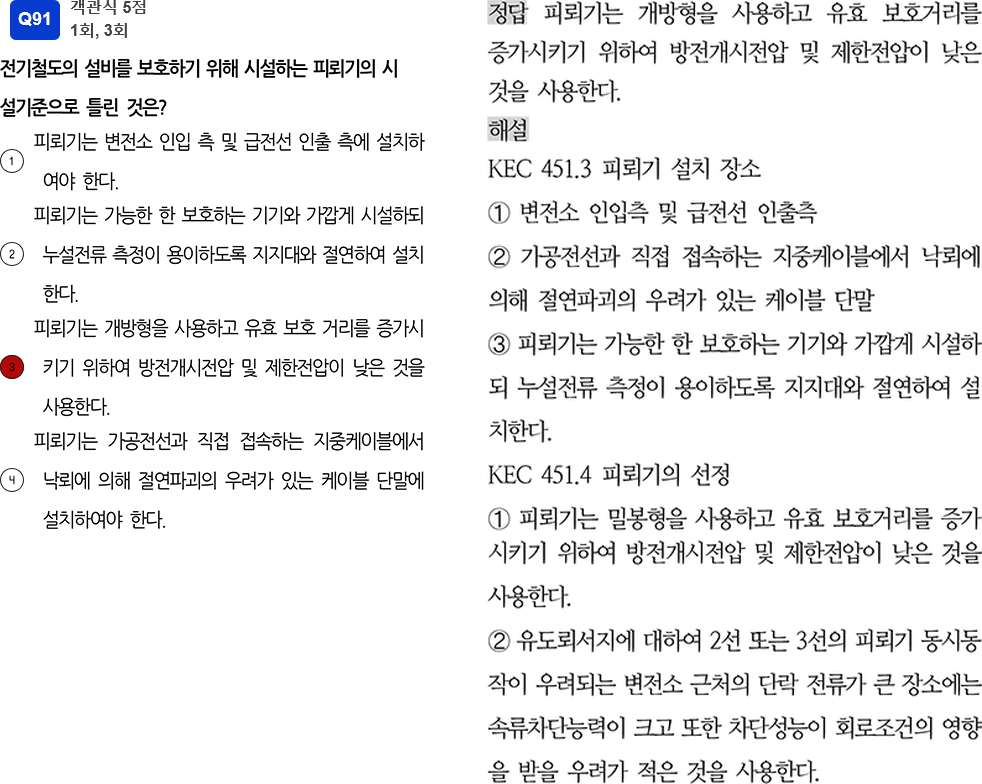 Q91
객관식 5점
1회, 3회
전기철도의 설비를 보호하기 위해 시설하는 피뢰기의 시
설기준으로 틀린 것은?
① 피뢰기는 변전소 인입 측 및 급전선 인출 측에 설치하
여야 한다.
② 피뢰기는 가능한 한 보호하는 기기와 가깝게 시설하되
누설전류 측정이 용이하도록 지지대와 절연하여 설치
한다.
③ 피뢰기는 개방형을 사용하고 유효 보호 거리를 증가시
키기 위하여 방전개시전압 및 제한전압이 낮은 것을
사용한다.
④ 피뢰기는 가공전선과 직접 접속하는 지중케이블에서
낙뢰에 의해 절연파괴의 우려가 있는 케이블 단말에
설치하여야 한다.
정답 피뢰기는 개방형을 사용하고 유효 보호거리를
증가시키기 위하여 방전개시전압 및 제한전압이 낮은
것을 사용한다.
해설
KEC 451.3 피뢰기 설치 장소
① 변전소 인입측 및 급전선 인출측
② 가공전선과 직접 접속하는 지중케이블에서 낙뢰에
의해 절연파괴의 우려가 있는 케이블 단말
③ 피뢰기는 가능한 한 보호하는 기기와 가깝게 시설하
되 누설전류 측정이 용이하도록 지지대와 절연하여 설
치한다.
KEC 451.4 피뢰기의 선정
① 피뢰기는 밀봉형을 사용하고 유효 보호거리를 증가
시키기 위하여 방전개시전압 및 제한전압이 낮은 것을
사용한다.
② 유도뢰서지에 대하여 2선 또는 3선의 피뢰기 동시동
작이 우려되는 변전소 근처의 단락 전류가 큰 장소에는
속류차단능력이 크고 또한 차단성능이 회로조건의 영향
을 받을 우려가 적은 것을 사용한다.